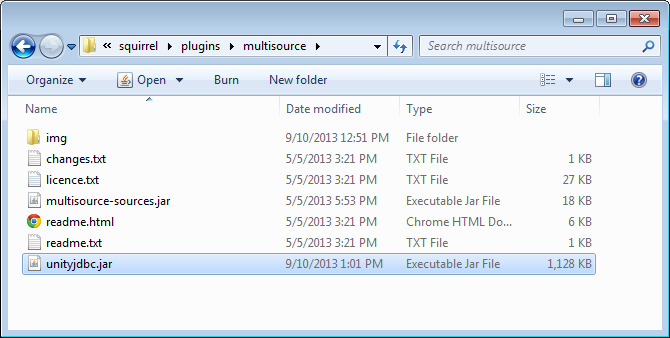 « squirrel ▸ plugins ▸ multisource ▸ Search multisource
Organize ▾ Open ▾ Burn New folder
Name Date modified Type Size
img 9/10/2013 12:51 PM File folder
changes.txt 5/5/2013 3:21 PM TXT File 1 KB
licence.txt 5/5/2013 3:21 PM TXT File 27 KB
multisource-sources.jar 5/5/2013 5:53 PM Executable Jar File 18 KB
readme.html 5/5/2013 3:21 PM Chrome HTML Do... 6 KB
readme.txt 5/5/2013 3:21 PM TXT File 1 KB
unityjdbc.jar 9/10/2013 1:01 PM Executable Jar File 1,128 KB